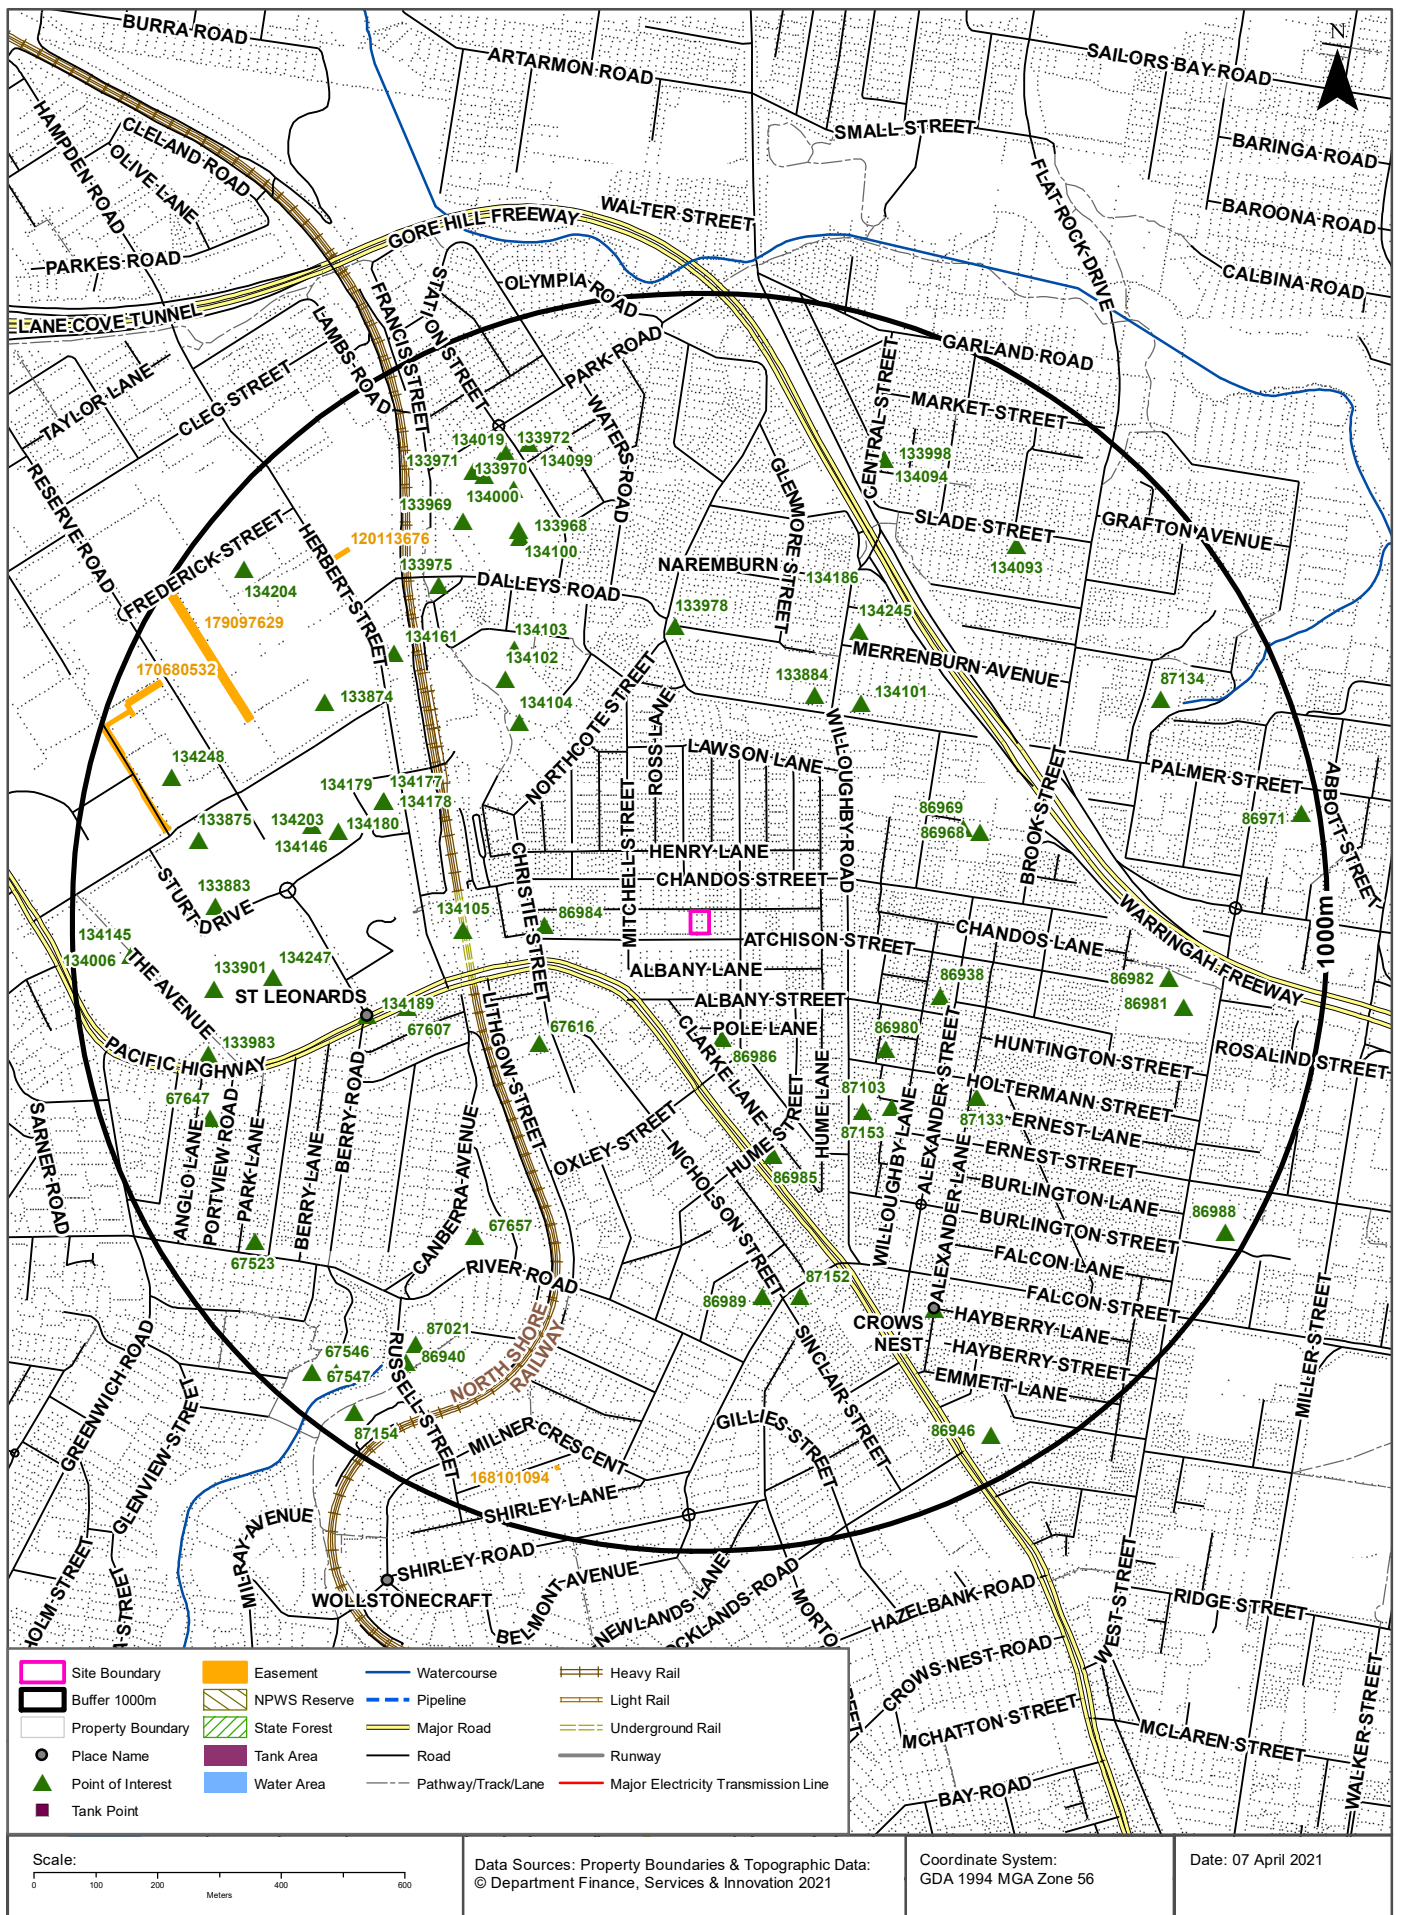 BURRA ROAD
ARTARMON ROAD
SAILORS BAY ROAD
N
HAMPDEN ROAD
CLELAND ROAD
OLIVE LANE
SMALL STREET
BARINGA ROAD
FLAT ROCK DRIVE
BAROONA ROAD
WALTER STREET
GORE HILL FREEWAY
PARKES ROAD
CALBINA ROAD
STATION STREET
OLYMPIA ROAD
FRANCIS STREET
LANE COVE TUNNEL
LAMBS ROAD
PARK ROAD
GARLAND ROAD
TAYLOR LANE
CLEG STREET
CENTRAL STREET
MARKET STREET
WATERS ROAD
134019
133972
133971
133970
134099
133998
134094
134000
133969
RESERVE ROAD
GLENMORE STREET
SLADE STREET
GRAFTON AVENUE
133968
134100
FREDERICK STREET
HERBERT STREET
120113676
134093
133975
DALLEYS ROAD
NAREMBURN
134186
134204
179097629
133978
134245
134161
134103
134102
MERRENBURN AVENUE
170680532
133874
133884
134101
87134
134104
NORTHCOTE STREET
ROSS LANE
WILLOUGHBY ROAD
LAWSON LANE
134248
PALMER STREET
ABBOTT STREET
134179
134177
134178
MITCHELL STREET
BROOK STREET
86969
86968
86971
133875
134203
134146
134180
CHRISTIE STREET
HENRY LANE
CHANDOS STREET
133883
STURT DRIVE
134105
86984
WARRINGAH FREEWAY
CHANDOS LANE
1000m
134145
134006
THE AVENUE
ATCHISON STREET
133901
134247
ALBANY LANE
86938
86982
86981
ST LEONARDS
134189
67607
LITHGOW STREET
ALBANY STREET
67616
CLARKE LANE
POLE LANE
86986
86980
133983
PACIFIC HIGHWAY
HUNTINGTON STREET
ROSALIND STREET
BERRY ROAD
67647
HUME LANE
87103
87153
WILLOUGHBY LANE
ALEXANDER STREET
HOLTERMANN STREET
87133
ERNEST LANE
SARNER ROAD
ANGLO LANE
PORTVIEW ROAD
PARK LANE
BERRY LANE
CANBERRA AVENUE
OXLEY STREET
NICHOLSON STREET
HUME STREET
86985
ALEXANDER LANE
ERNEST STREET
BURLINGTON LANE
86988
BURLINGTON STREET
67657
67523
FALCON LANE
RIVER ROAD
87152
86989
FALCON STREET
CROWS
NEST
HAYBERRY LANE
HAYBERRY STREET
EMMETT LANE
NORTH SHORE
RAILWAY
87021
86940
67546
67547
RUSSELL STREET
SINCLAIR STREET
GREENWICH ROAD
GLENVIEW STREET
87154
MILNER CRESCENT
GILLIES STREET
86946
MILLER STREET
168101094
SHIRLEY LANE
MILRAY AVENUE
SHIRLEY ROAD
WOLLSTONECRAFT
BELMONT AVENUE
NEWLANDS LANE
OCKLANDS ROAD
MORTO
HAZELBANK ROAD
WEST STREET
RIDGE STREET
HOLM STREET
A STREET
CROWS NEST ROAD
EET
MCHATTON STREET
MCLAREN STREET
WALKER STREET
BAY ROAD
Site Boundary
Buffer 1000m
Property Boundary
Place Name
Point of Interest
Tank Point
Easement
NPWS Reserve
State Forest
Tank Area
Water Area
Watercourse
Pipeline
Major Road
Road
Pathway/Track/Lane
Heavy Rail
Light Rail
Underground Rail
Runway
Major Electricity Transmission Line
Scale:
0 100 200 400 600
Meters
Data Sources: Property Boundaries & Topographic Data:
© Department Finance, Services & Innovation 2021
Coordinate System:
GDA 1994 MGA Zone 56
Date: 07 April 2021